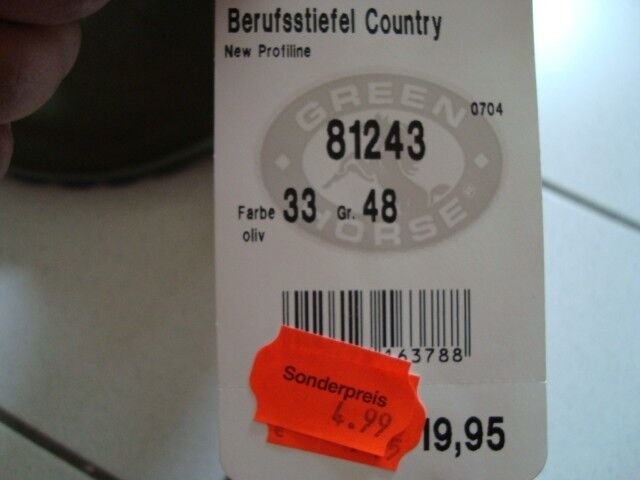 Berufsstiefel Country
New Profiline
GREEN
HORSE®
0704
81243
Farbe 33 Gr. 48
oliv
163788
Sonderpreis
4.99
19,95